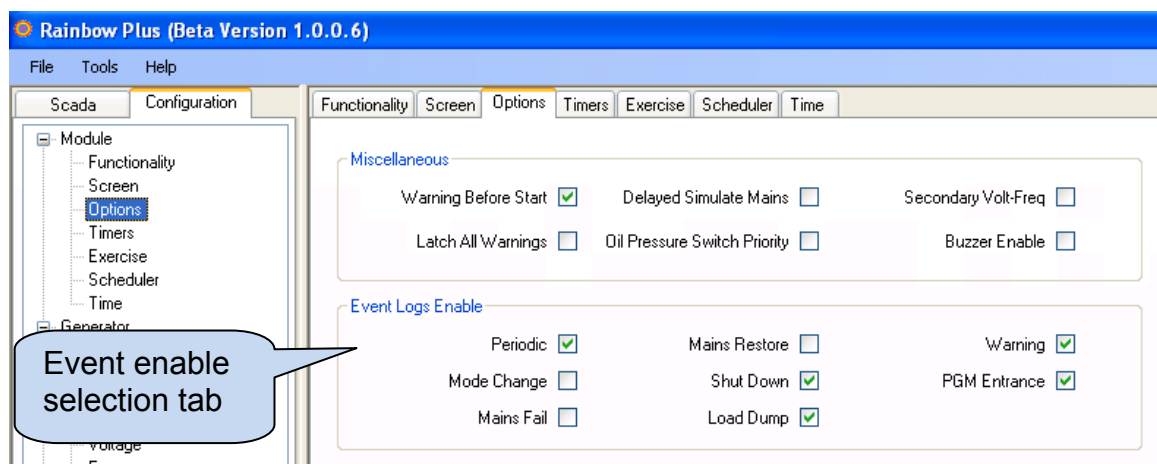 Rainbow Plus (Beta Version 1.0.0.6)
File Tools Help
Scada Configuration
Functionality Screen Options Timers Exercise Scheduler Time
Module
Functionality
Screen
Options
Timers
Exercise
Scheduler
Time
Generator
Event enable
selection tab
Voltage
Miscellaneous
Warning Before Start Delayed Simulate Mains Secondary Volt-Freq
Latch All Warnings Oil Pressure Switch Priority Buzzer Enable
Event Logs Enable
Periodic Mains Restore Warning
Mode Change Shut Down PGM Entrance
Mains Fail Load Dump